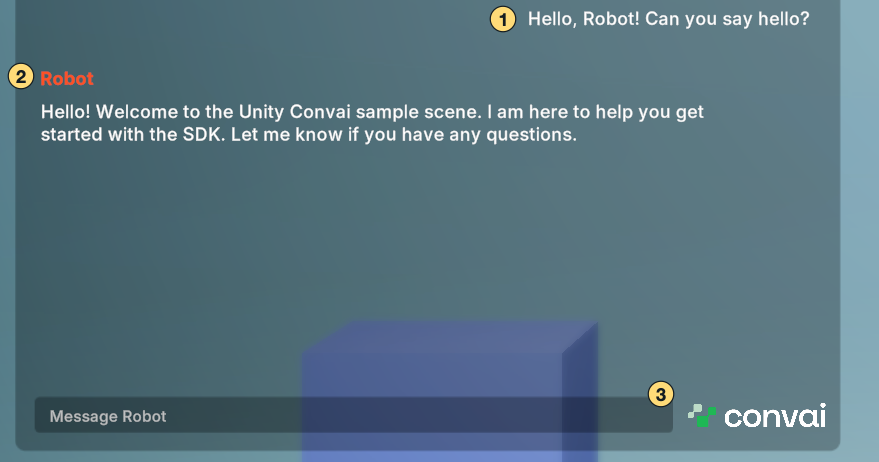 1 Hello, Robot! Can you say hello?
2 Robot
Hello! Welcome to the Unity Convai sample scene. I am here to help you get
started with the SDK. Let me know if you have any questions.
3
Message Robot
convai